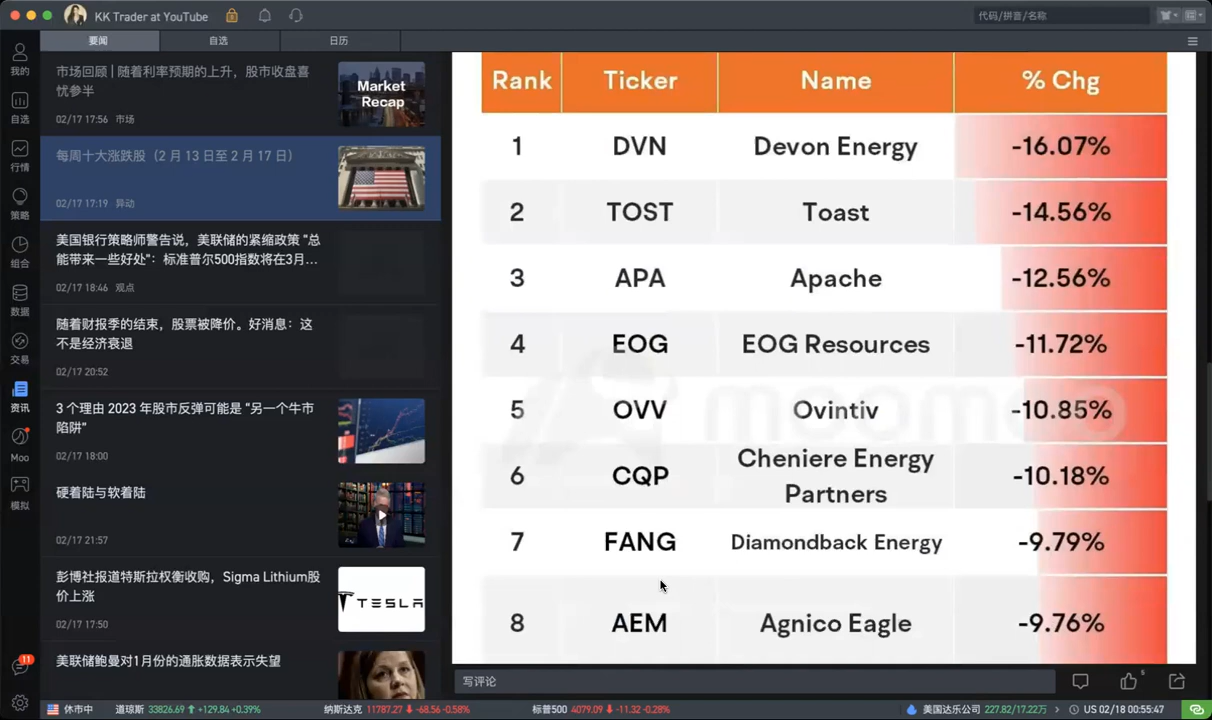 KK Trader at YouTube
代码/拼音/名称
要闻
自选
日历
我的
自选
行情
策略
组合
数据
交易
资讯
Moo
模拟
11
市场回顾 | 随着利率预期的上升，股市收盘喜
忧参半
02/17 17:56 市场
Market
Recap
每周十大涨跌股（2 月 13 日至 2 月 17 日）
02/17 17:19 异动
美国银行策略师警告说，美联储的紧缩政策 "总
能带来一些好处"：标准普尔500指数将在3月...
02/17 18:46 观点
随着财报季的结束，股票被降价。好消息：这
不是经济衰退
02/17 20:52
3 个理由 2023 年股市反弹可能是 "另一个牛市
陷阱"
02/17 18:00
硬着陆与软着陆
02/17 21:57
彭博社报道特斯拉权衡收购，Sigma Lithium股
价上涨
02/17 17:50
TESLA
美联储鲍曼对1月份的通胀数据表示失望
Rank Ticker Name % Chg
1 DVN Devon Energy -16.07%
2 TOST Toast -14.56%
3 APA Apache -12.56%
4 EOG EOG Resources -11.72%
5 OVV Ovintiv -10.85%
6 CQP Cheniere Energy
Partners -10.18%
7 FANG Diamondback Energy -9.79%
8 AEM Agnico Eagle -9.76%
moomoo
写评论
5
休市中 道琼斯 33826.69 +129.84 +0.39% 纳斯达克 11787.27 -68.56 -0.58% 标普500 4079.09 -11.32 -0.28% 美国达乐公司 227.82/17.22万 US 02/18 00:55:47